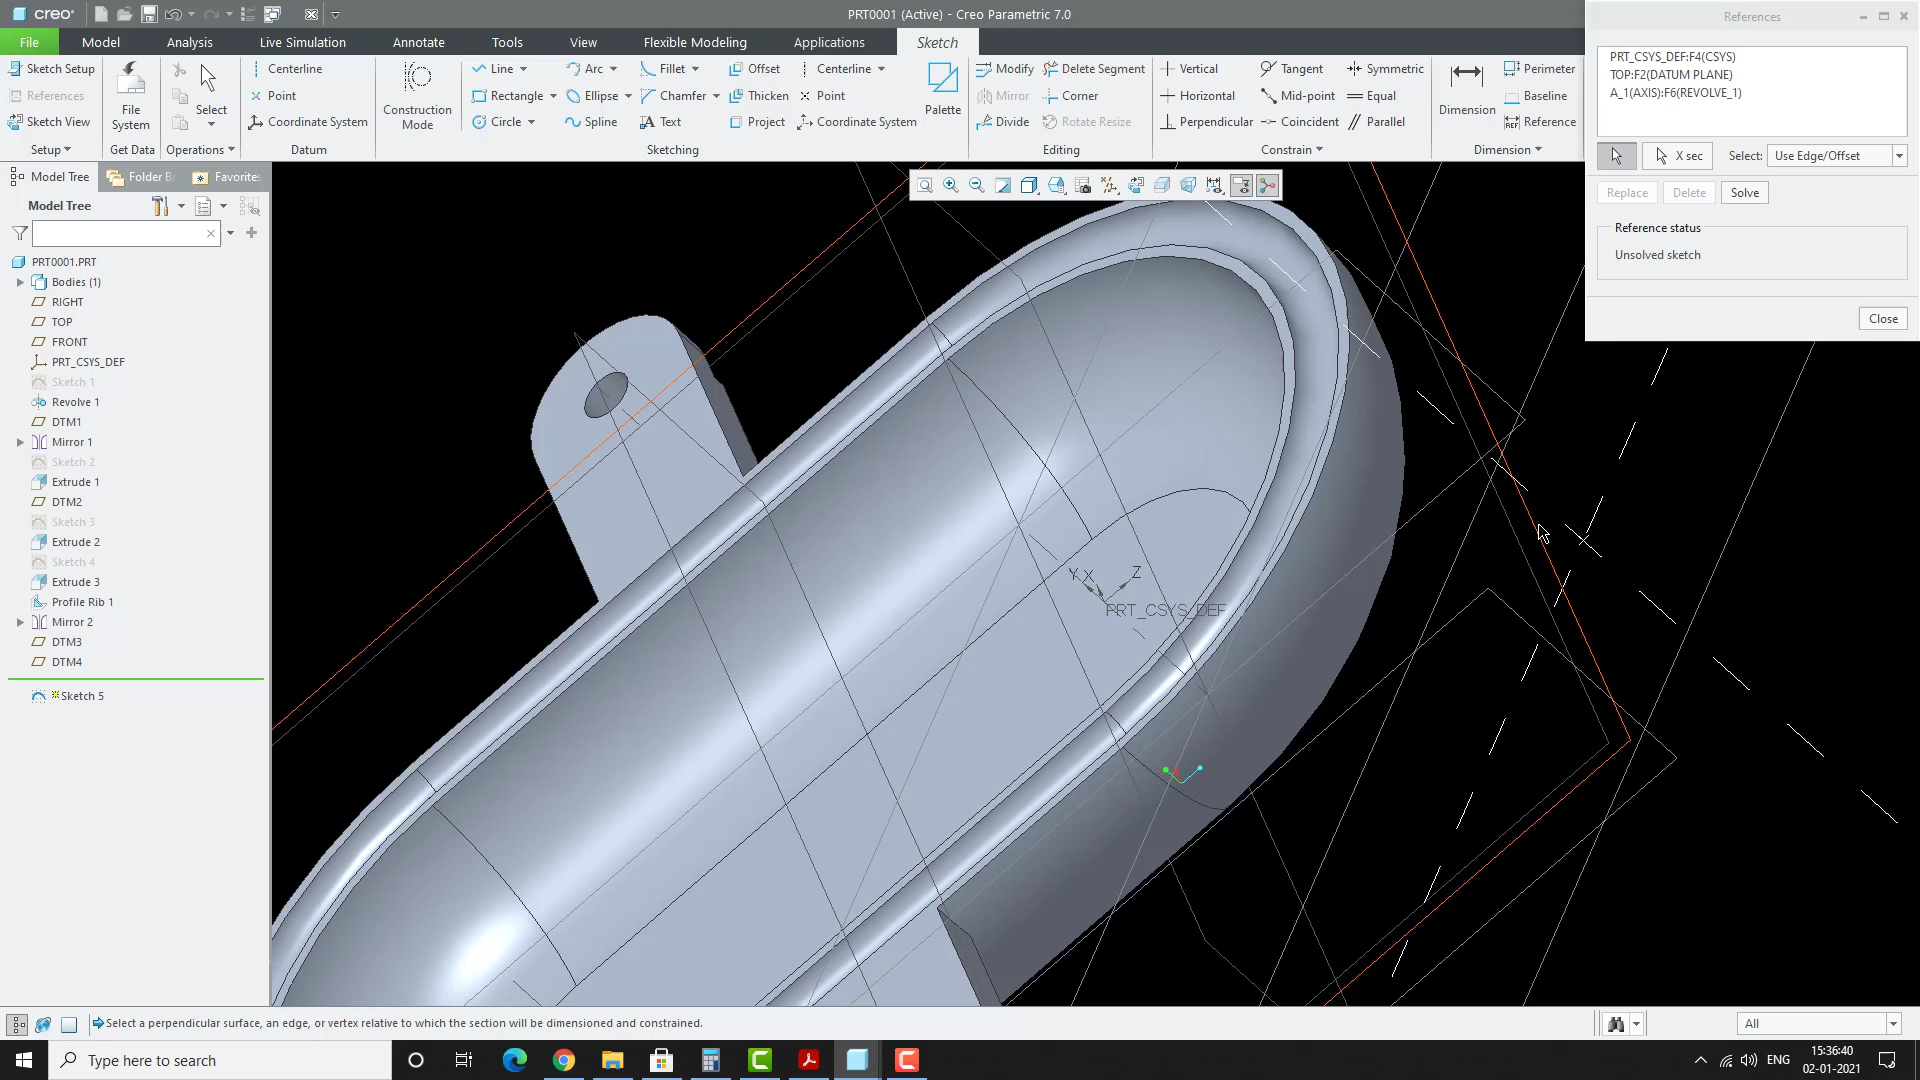 creo
PRT0001 (Active) - Creo Parametric 7.0
File Model Analysis Live Simulation Annotate Tools View Flexible Modeling Applications Sketch
Sketch Setup
References
Sketch View
Setup
File System
Get Data
Select
Operations
Centerline
Point
Coordinate System
Datum
Construction Mode
Line Arc Fillet Offset Centerline
Rectangle Ellipse Chamfer Thicken Point
Circle Spline Text Project Coordinate System
Palette
Sketching
Modify Delete Segment
Mirror Corner
Divide Rotate Resize
Editing
Vertical Tangent Symmetric
Horizontal Mid-point Equal
Perpendicular Coincident Parallel
Constrain
Dimension
Perimeter
Baseline
Reference
Dimension
References
PRT_CSYS_DEF:F4(CSYS)
TOP:F2(DATUM PLANE)
A_1(AXIS):F6(REVOLVE_1)
X sec Select: Use Edge/Offset
Replace Delete Solve
Reference status
Unsolved sketch
Close
Model Tree Folder B Favorite
Model Tree
PRT0001.PRT
Bodies (1)
RIGHT
TOP
FRONT
PRT_CSYS_DEF
Sketch 1
Revolve 1
DTM1
Mirror 1
Sketch 2
Extrude 1
DTM2
Sketch 3
Extrude 2
Sketch 4
Extrude 3
Profile Rib 1
Mirror 2
DTM3
DTM4
Sketch 5
Y X Z
PRT_CSYS_DEF
Select a perpendicular surface, an edge, or vertex relative to which the section will be dimensioned and constrained.
All
Type here to search
ENG
15:36:40
02-01-2021